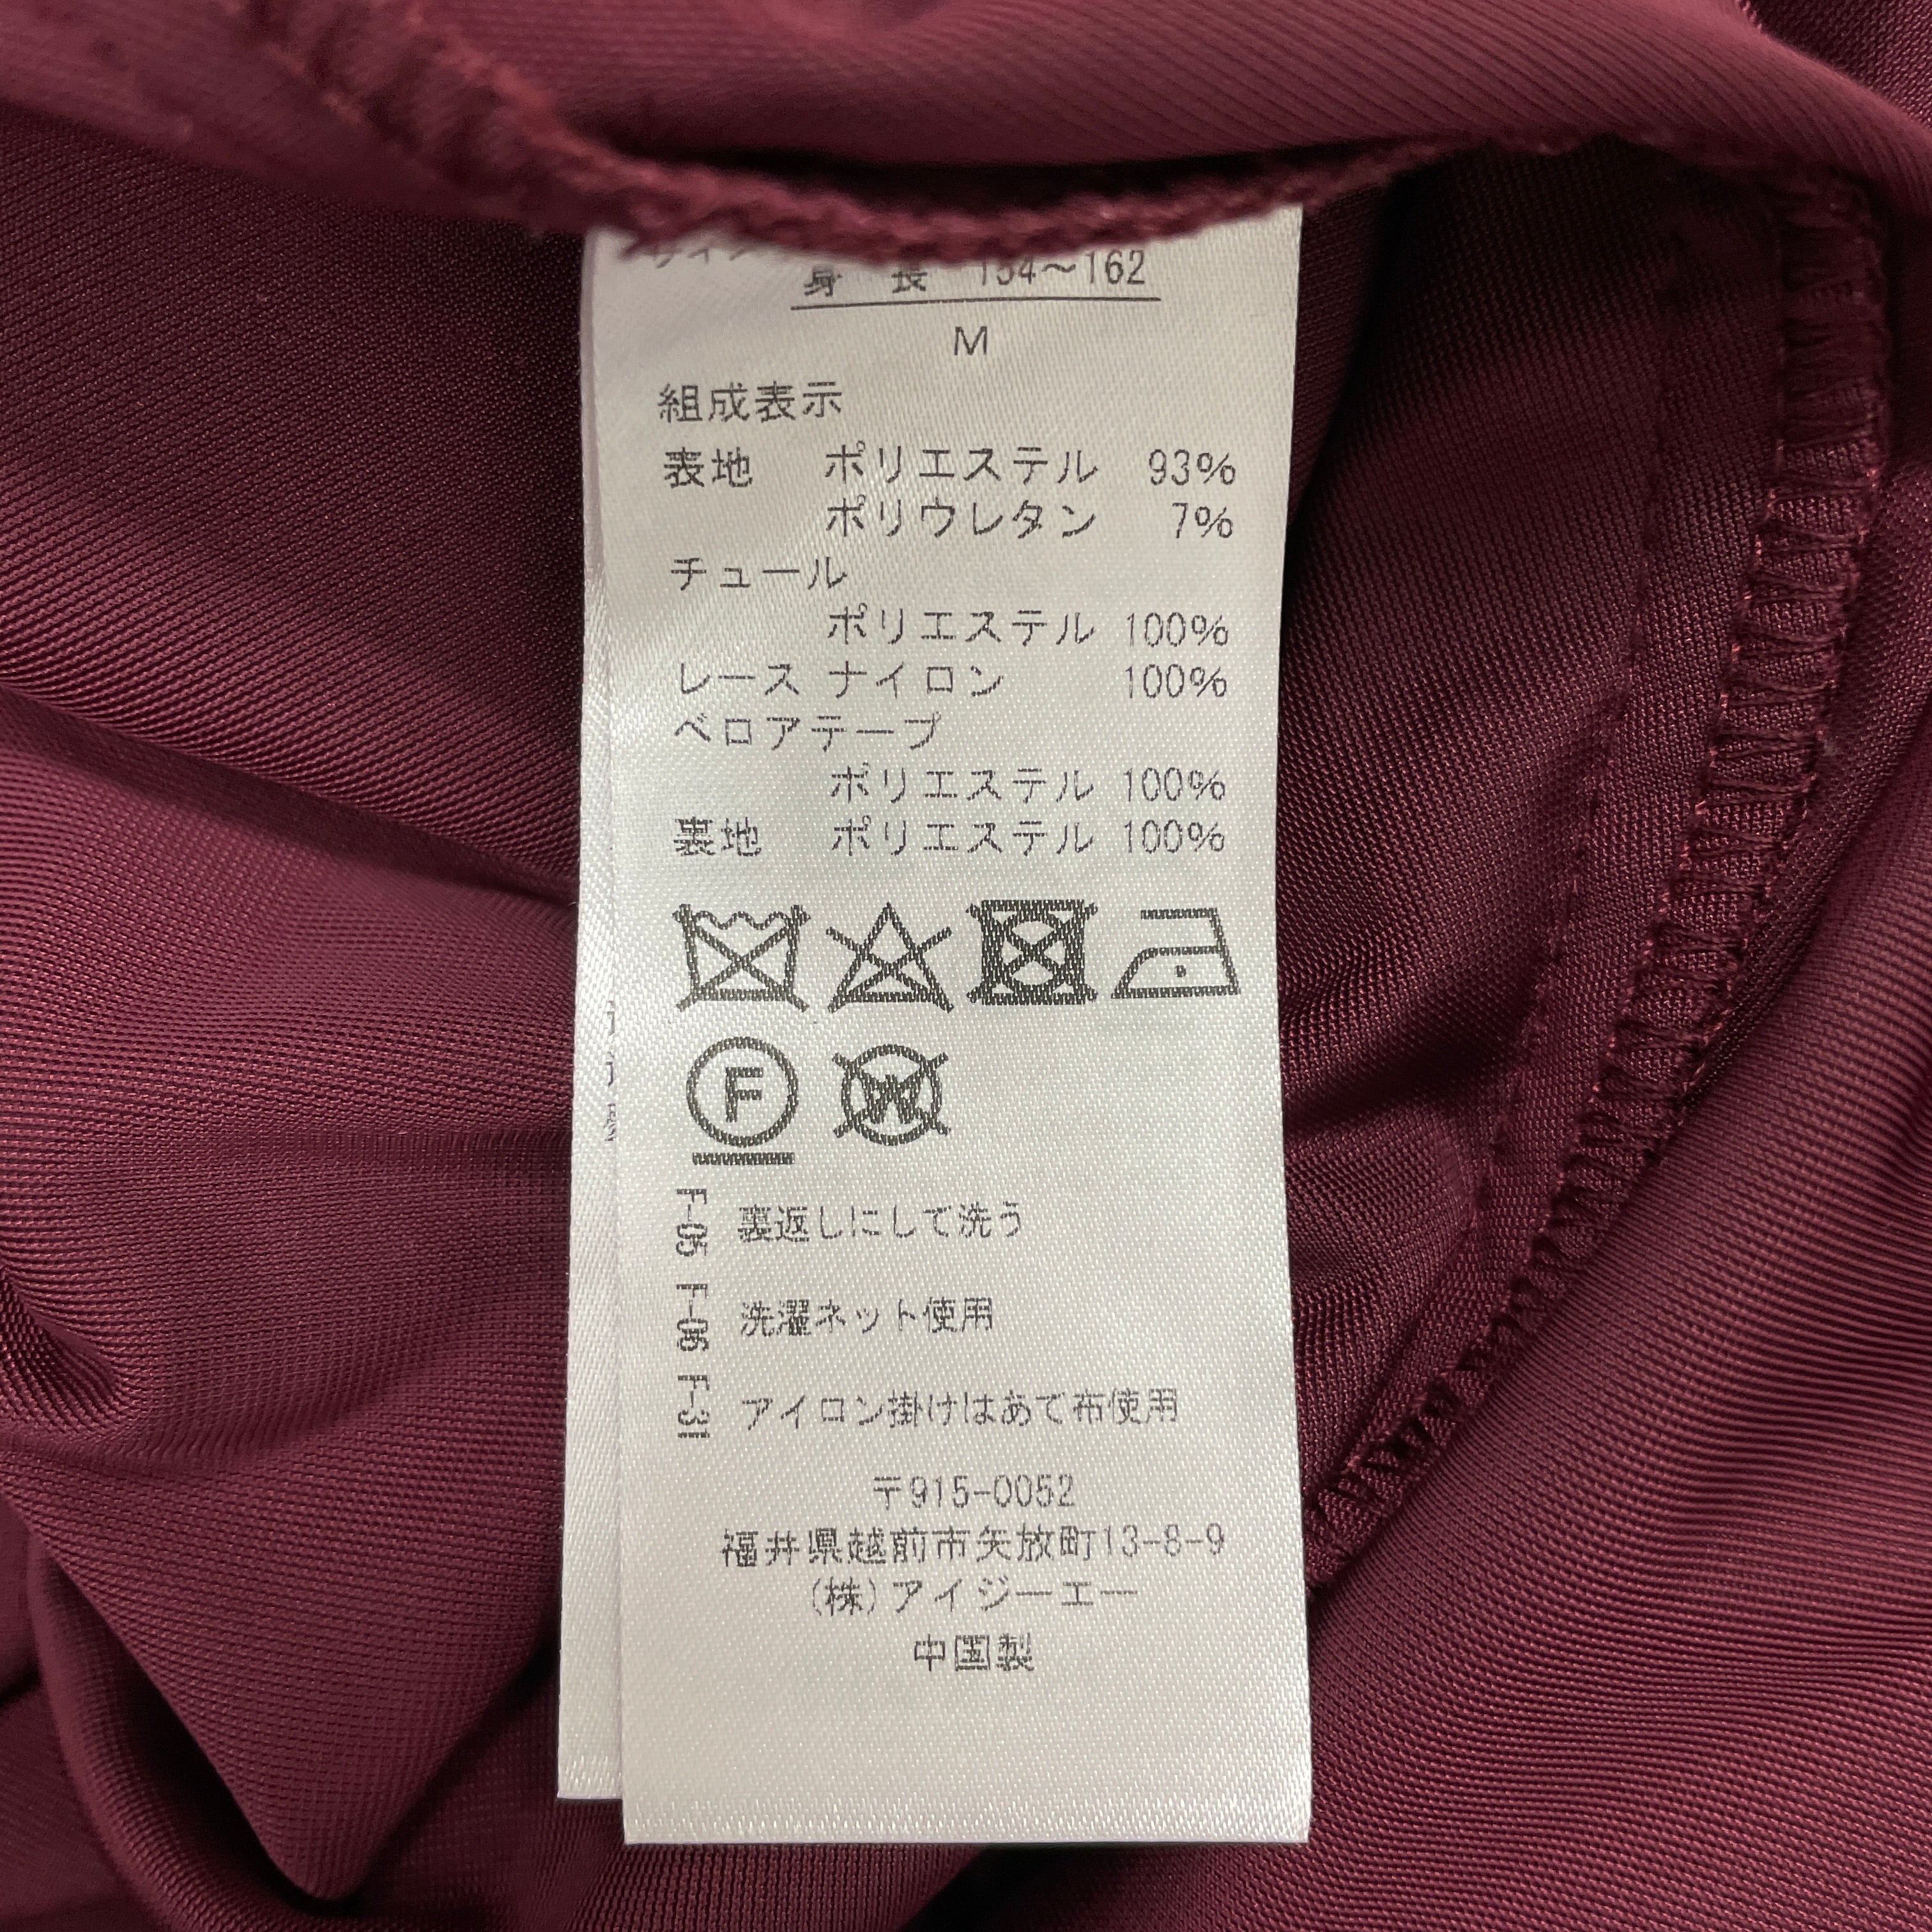 身 長 154～162
M
組成表示
表地 ポリエステル 93%
ポリウレタン 7%
チュール
ポリエステル 100%
レース ナイロン 100%
ベロアテープ
ポリエステル 100%
裏地 ポリエステル 100%
F
W
F-05 裏返しにして洗う
F-06 洗濯ネット使用
F-31 アイロン掛けはあて布使用
〒915-0052
福井県越前市矢放町13-8-9
(株)アイジーエー
中国製